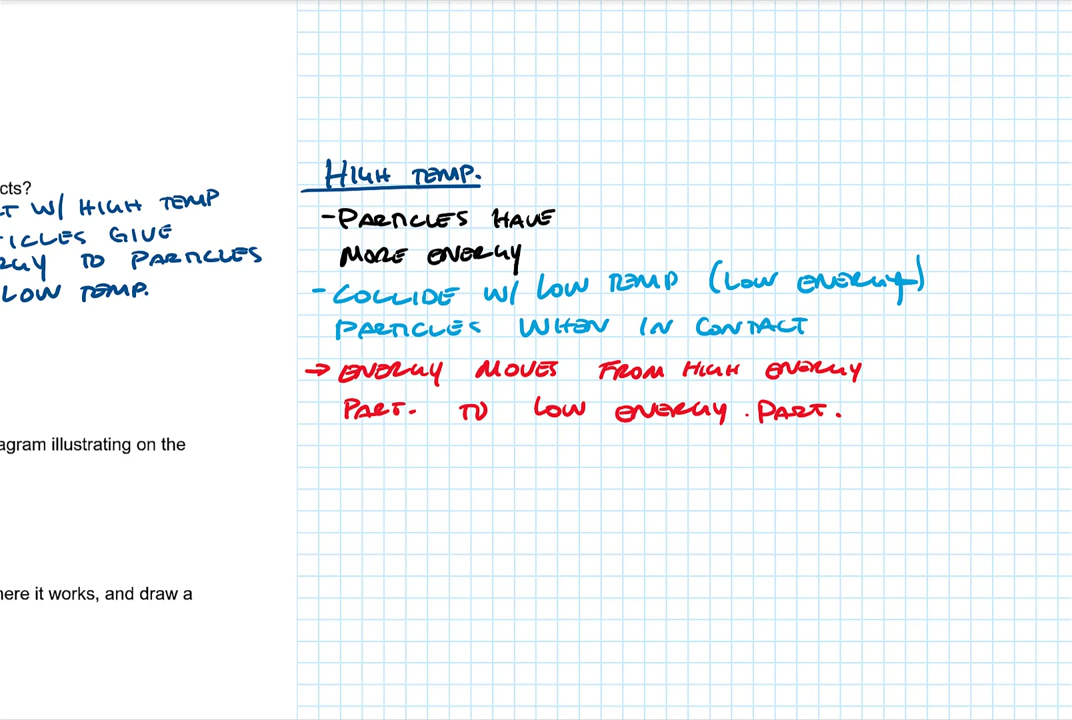 cts?
T W/ HIGH TEMP
ICLES GIVE
RGY TO PARTICLES
LOW TEMP.
agram illustrating on the
here it works, and draw a
HIGH TEMP.
- PARTICLES HAVE
MORE ENERGY
- COLLIDE W/ LOW TEMP (LOW ENERGY)
PARTICLES WHEN IN CONTACT
→ ENERGY MOVES FROM HIGH ENERGY
PART. TO LOW ENERGY . PART.